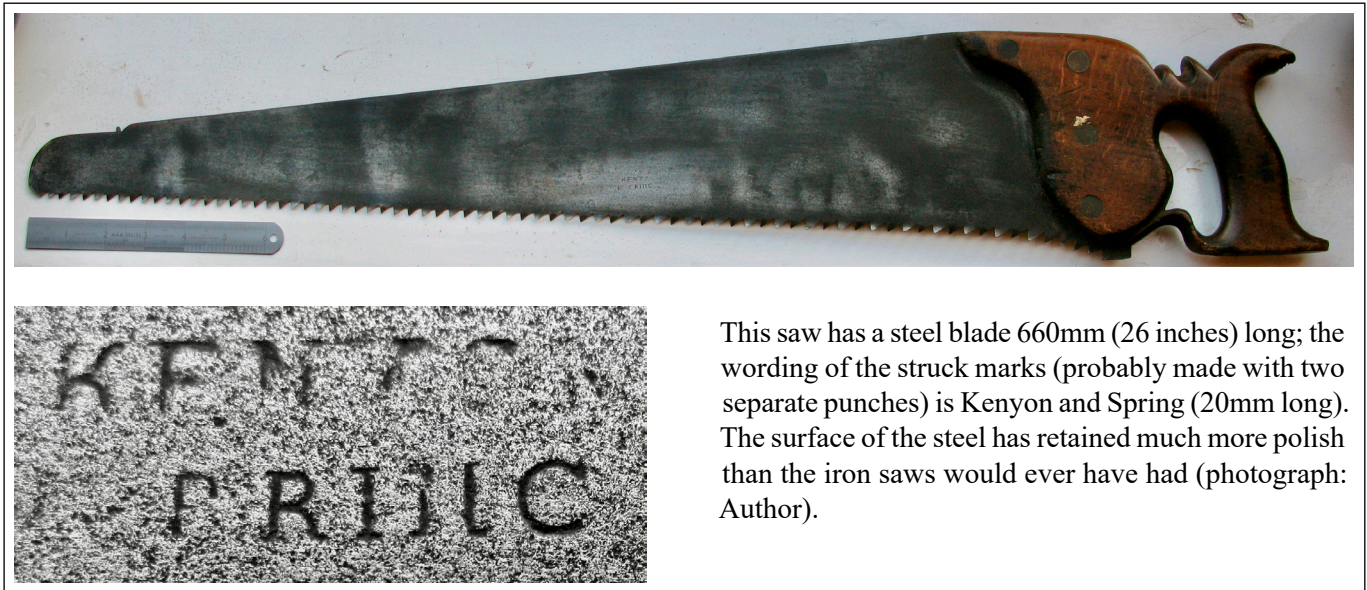 This saw has a steel blade 660mm (26 inches) long; the
wording of the struck marks (probably made with two
separate punches) is Kenyon and Spring (20mm long).
The surface of the steel has retained much more polish
than the iron saws would ever have had (photograph:
Author).